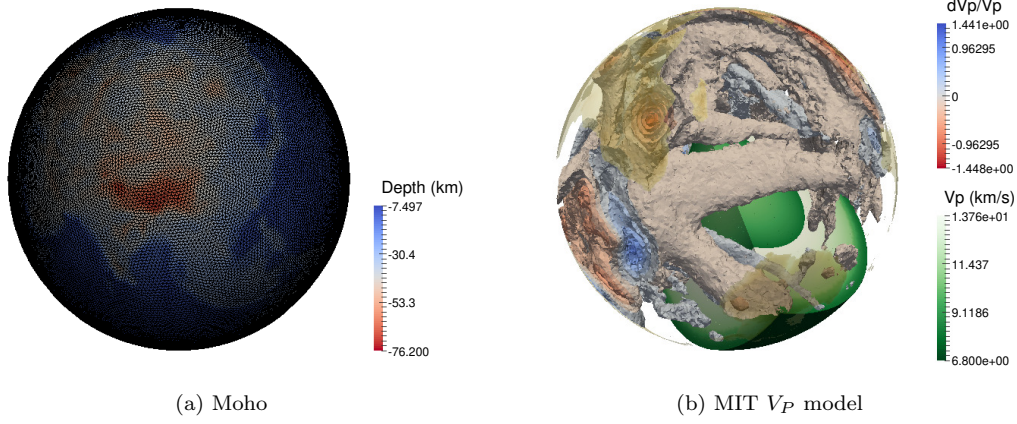 dVp/Vp
1.441e+00
0.96295
0
-0.96295
-1.448e+00
Depth (km)
-7.497
-30.4
-53.3
-76.200
Vp (km/s)
1.376e+01
11.437
9.1186
6.800e+00
(a) Moho
(b) MIT V_P model